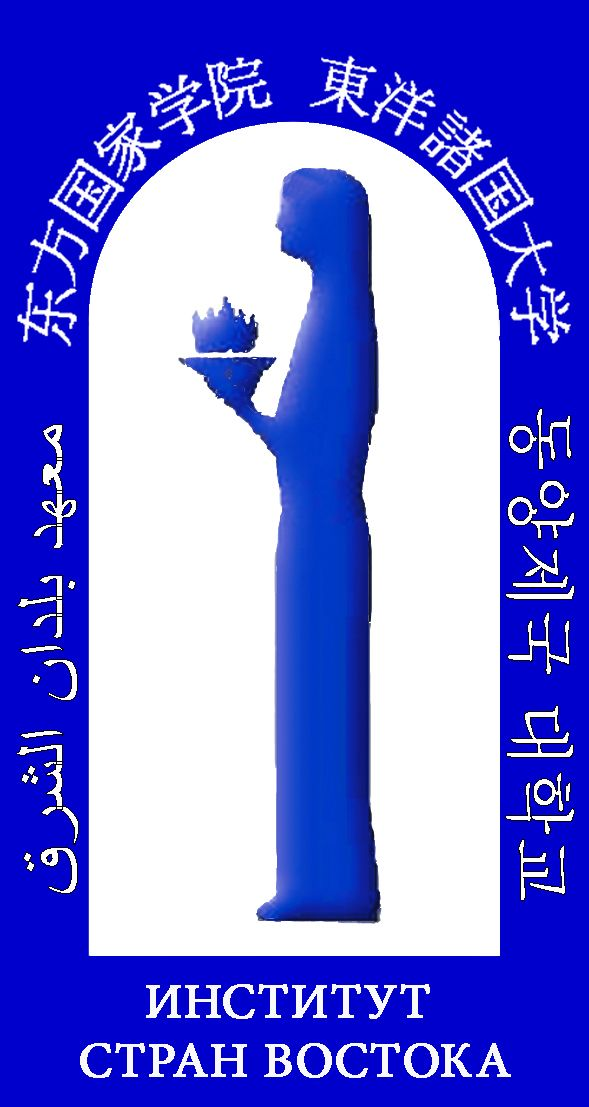 东方国家学院
東洋諸国大学
معهد بلدان الشرق
동양제국 대학교
ИНСТИТУТ
СТРАН ВОСТОКА